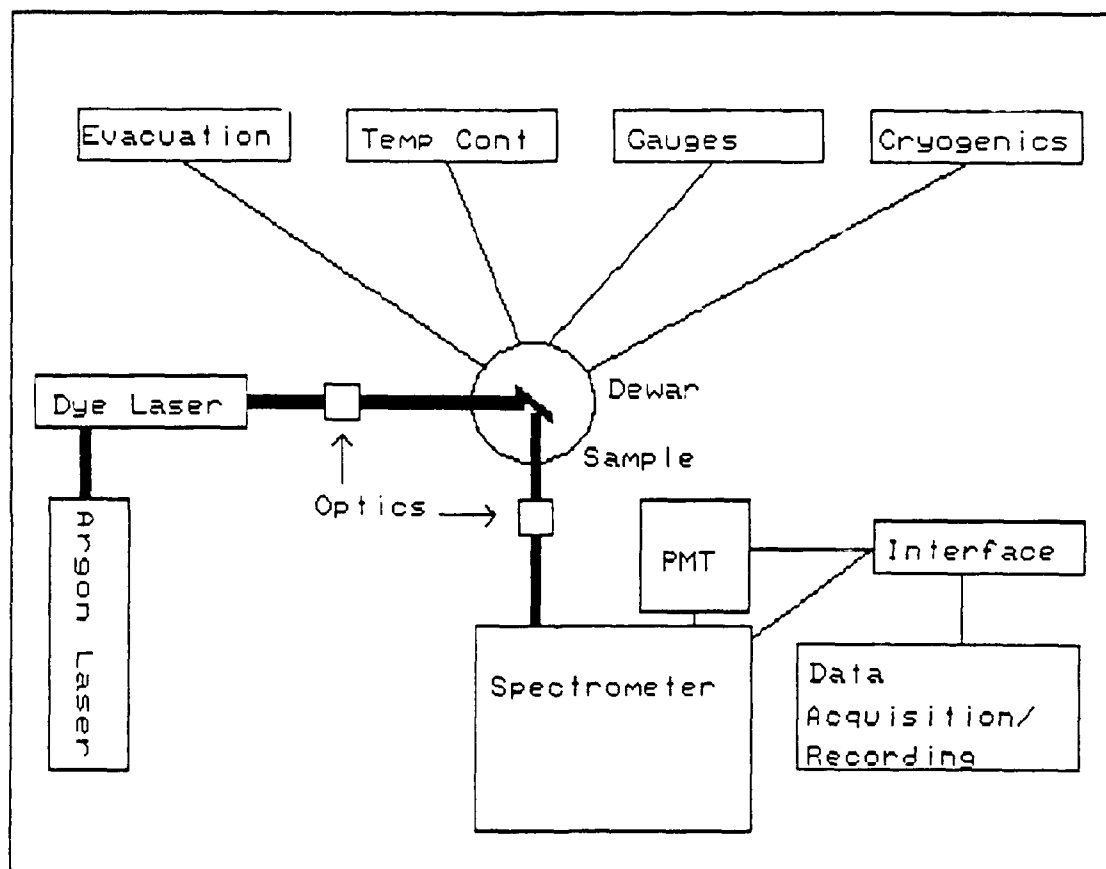 Evacuation
Temp Cont
Gauges
Cryogenics
Dye Laser
Dewar
Sample
Optics
Argon Laser
PMT
Interface
Spectrometer
Data
Acquisition/
Recording